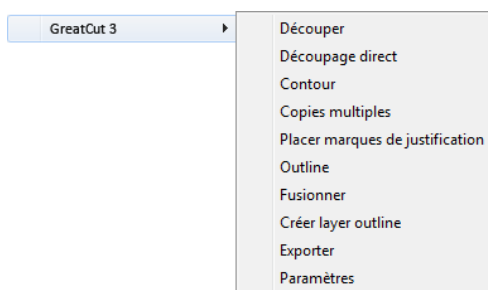 GreatCut 3
Découper
Découpage direct
Contour
Copies multiples
Placer marques de justification
Outline
Fusionner
Créer layer outline
Exporter
Paramètres